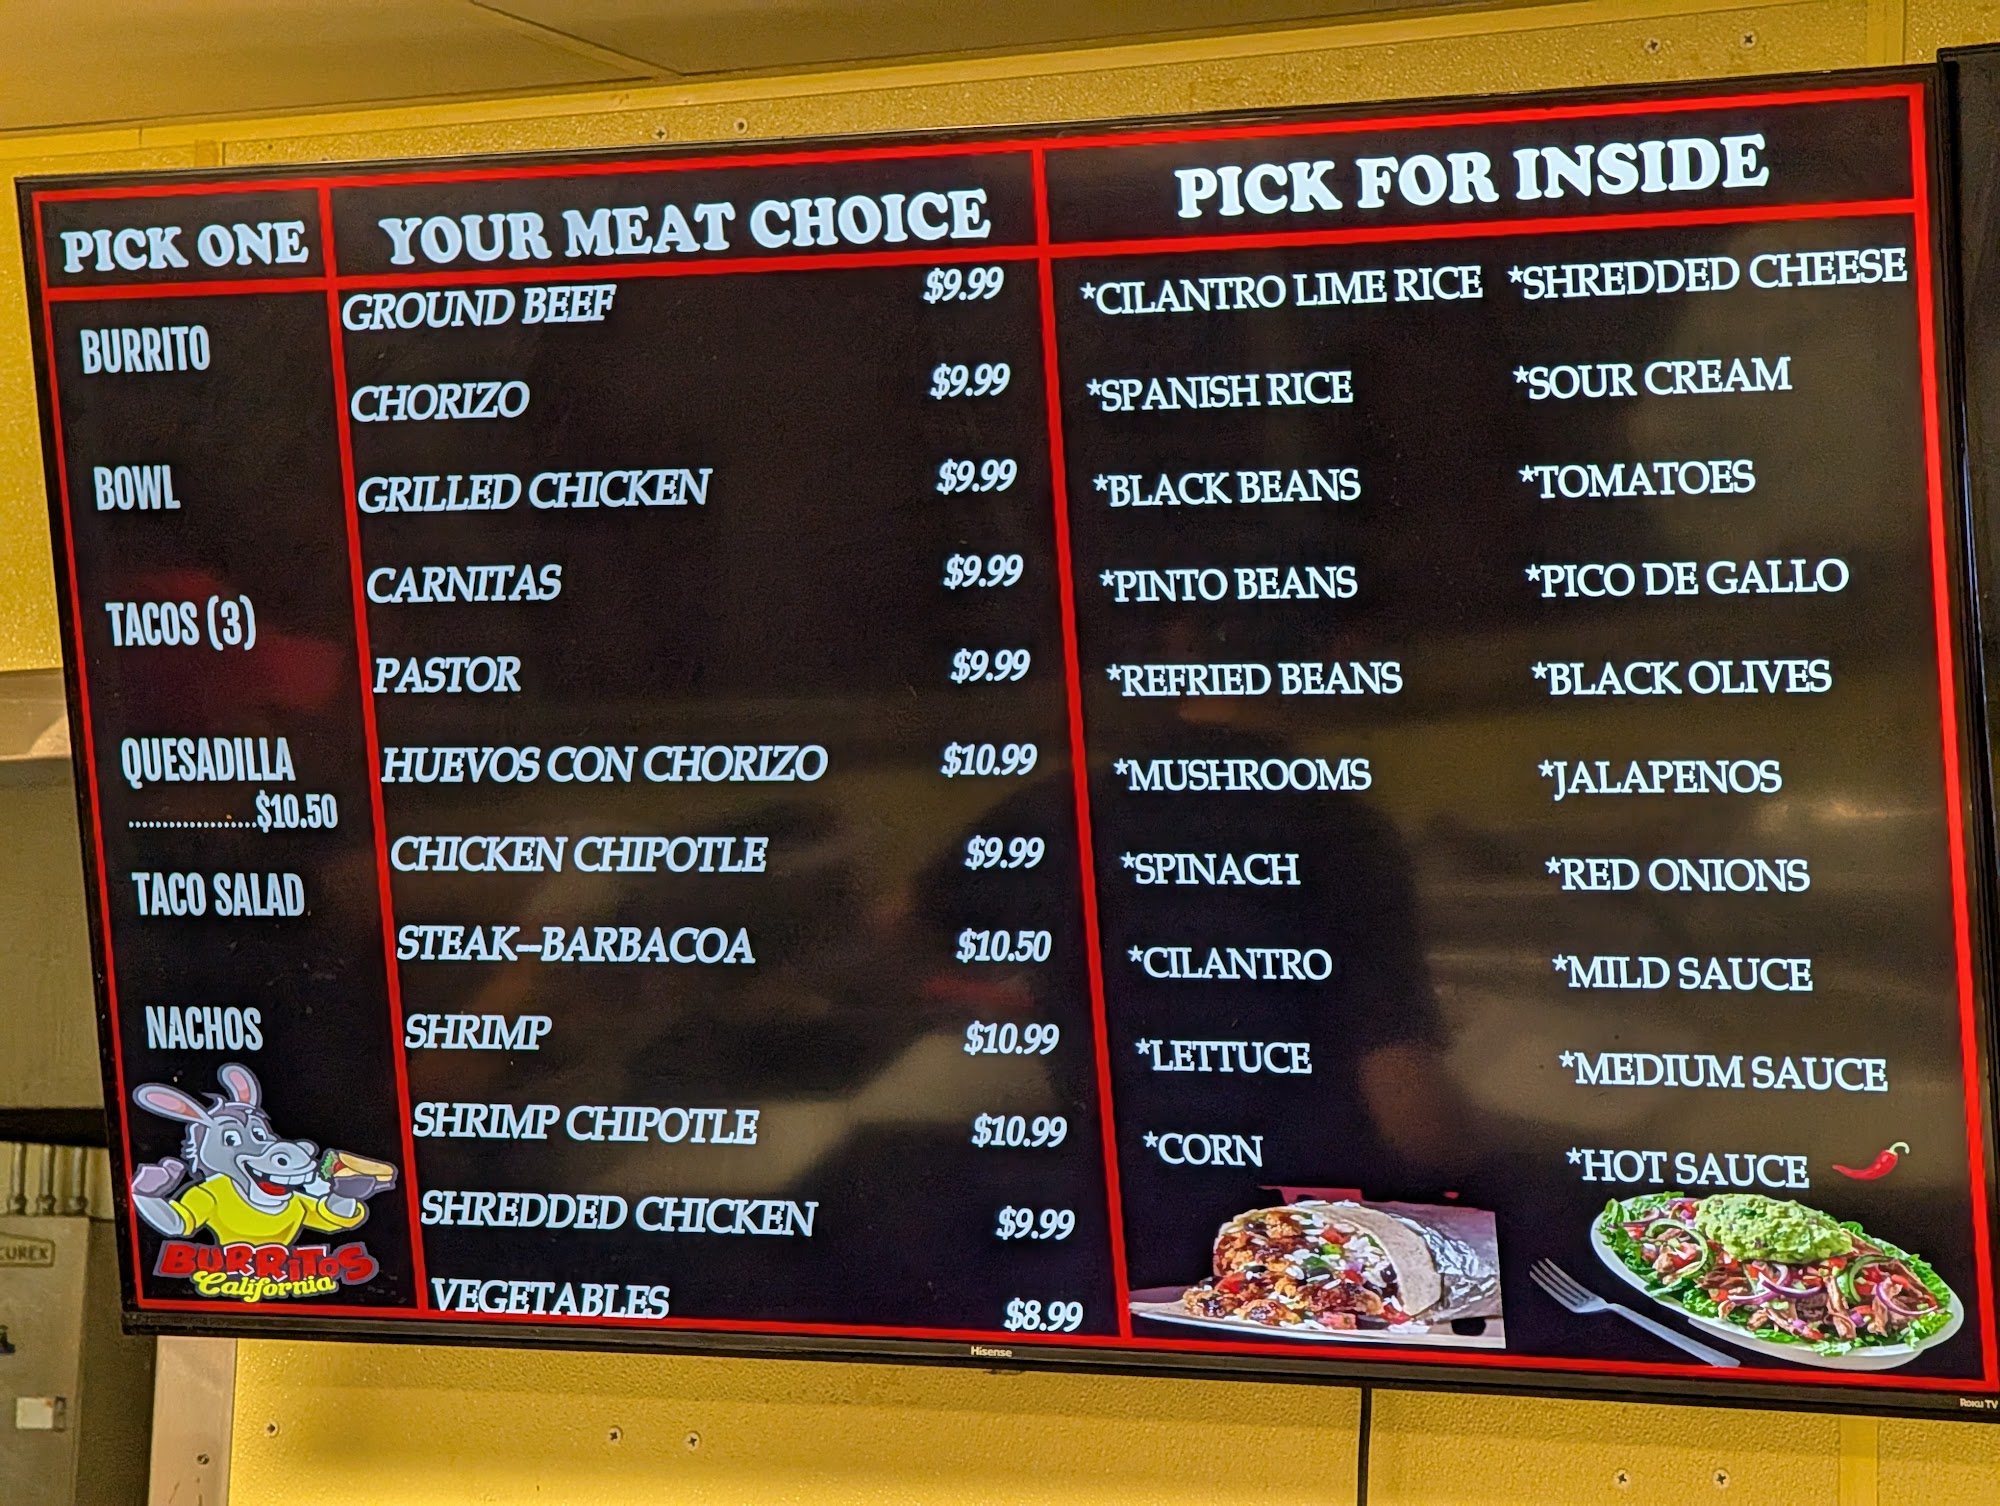 PICK ONE
BURRITO
BOWL
TACOS (3)
QUESADILLA
...................$10.50
TACO SALAD
NACHOS
BURRITOS
California
YOUR MEAT CHOICE
GROUND BEEF $9.99
CHORIZO $9.99
GRILLED CHICKEN $9.99
CARNITAS $9.99
PASTOR $9.99
HUEVOS CON CHORIZO $10.99
CHICKEN CHIPOTLE $9.99
STEAK--BARBACOA $10.50
SHRIMP $10.99
SHRIMP CHIPOTLE $10.99
SHREDDED CHICKEN $9.99
VEGETABLES $8.99
PICK FOR INSIDE
*CILANTRO LIME RICE *SHREDDED CHEESE
*SPANISH RICE *SOUR CREAM
*BLACK BEANS *TOMATOES
*PINTO BEANS *PICO DE GALLO
*REFRIED BEANS *BLACK OLIVES
*MUSHROOMS *JALAPENOS
*SPINACH *RED ONIONS
*CILANTRO *MILD SAUCE
*LETTUCE *MEDIUM SAUCE
*CORN *HOT SAUCE
Hisense
Roku TV